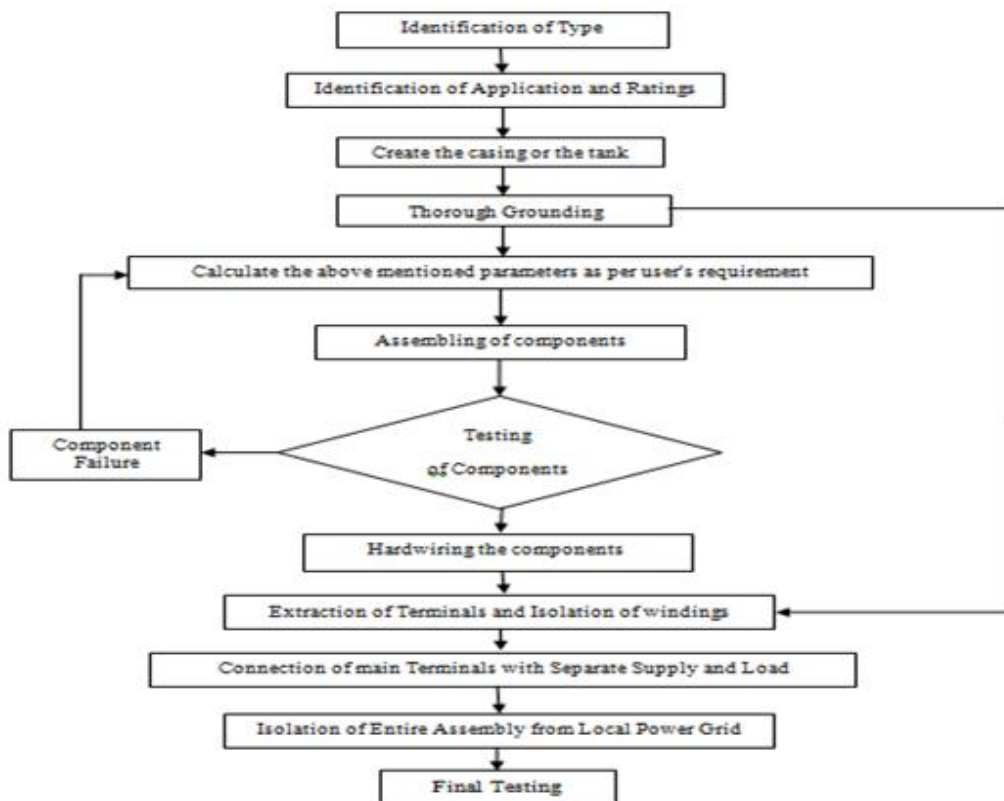 Identification of Type
Identification of Application and Ratings
Create the casing or the tank
Thorough Grounding
Calculate the above mentioned parameters as per user's requirement
Assembling of components
Testing
of Components
Component
Failure
Hardwiring the components
Extraction of Terminals and Isolation of windings
Connection of main Terminals with Separate Supply and Load
Isolation of Entire Assembly from Local Power Grid
Final Testing